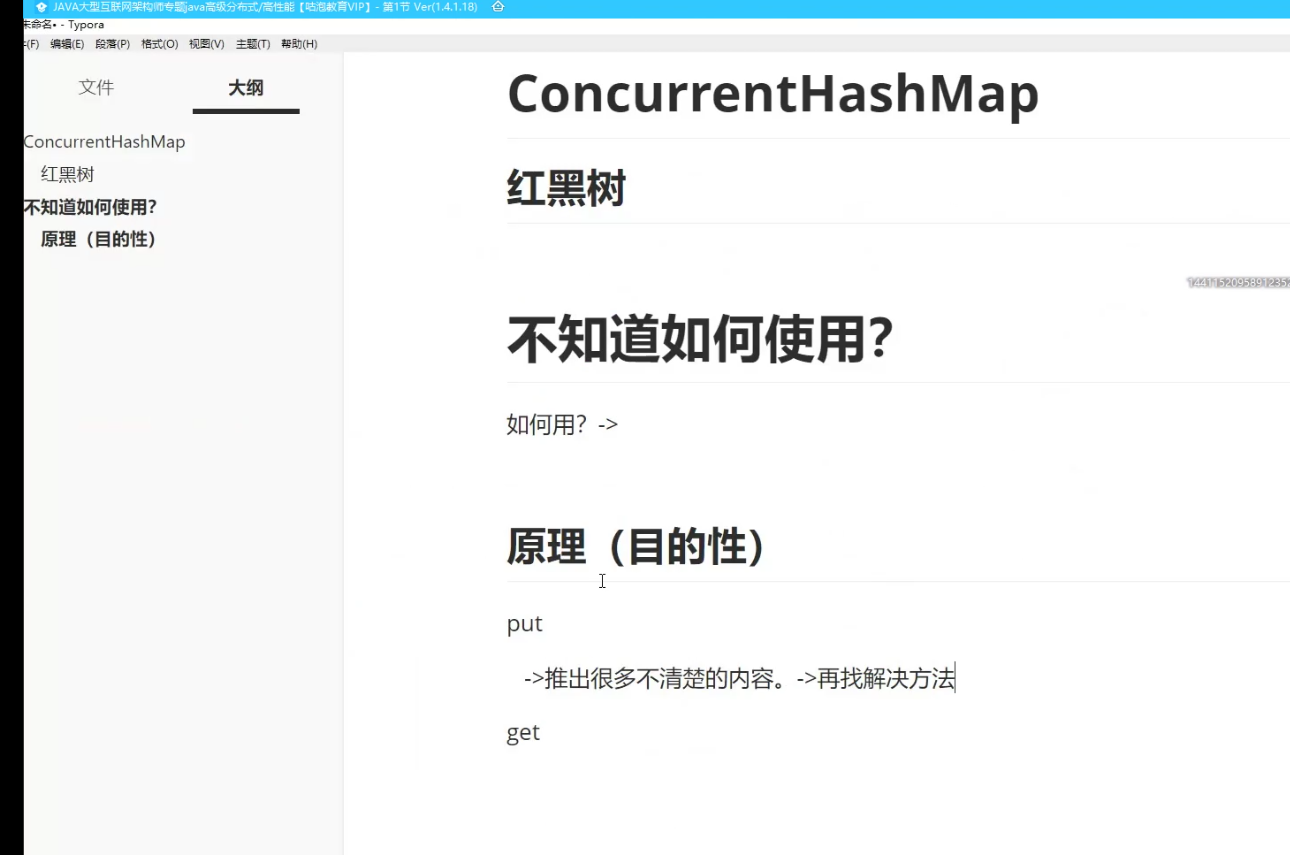 JAVA大型互联网架构师专题java高级分布式/高性能【咕泡教育VIP】- 第1节 Ver(1.4.1.18)
未命名• - Typora
(F) 编辑(E) 段落(P) 格式(O) 视图(V) 主题(T) 帮助(H)
文件 大纲
ConcurrentHashMap
红黑树
不知道如何使用？
原理（目的性）
ConcurrentHashMap
红黑树
1441152095891235
不知道如何使用？
如何用？->
原理（目的性）
put
->推出很多不清楚的内容。->再找解决方法
get